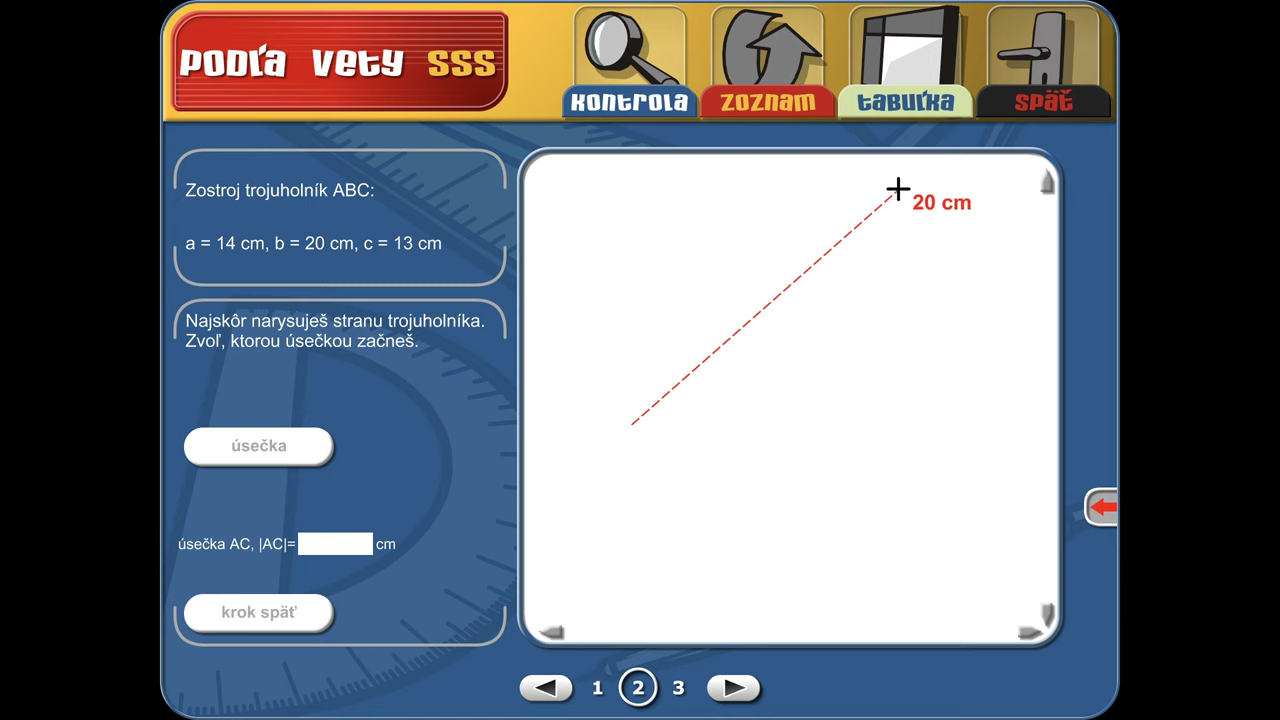 Podľa vety SSS
kontrola
zoznam
tabuľka
späť
Zostroj trojuholník ABC:
a = 14 cm, b = 20 cm, c = 13 cm
Najskôr narysuješ stranu trojuholníka.
Zvoľ, ktorou úsečkou začneš.
úsečka
úsečka AC, |AC|= cm
krok späť
20 cm
1 2 3